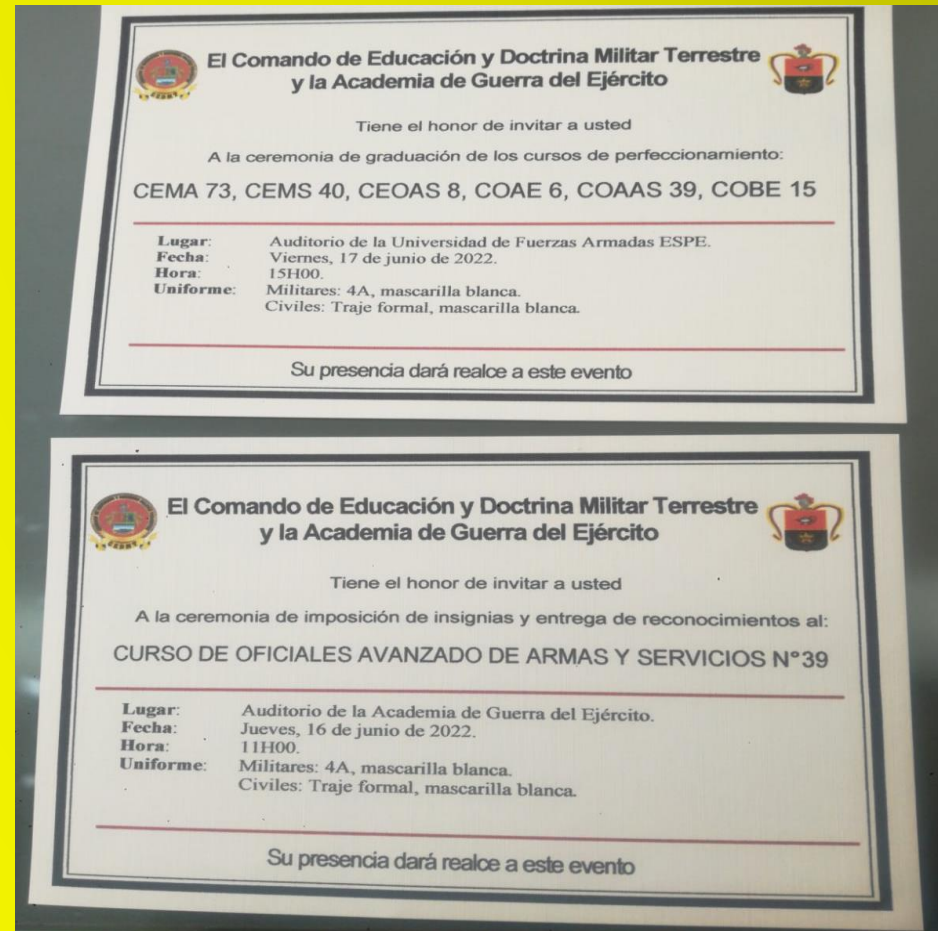 El Comando de Educación y Doctrina Militar Terrestre
y la Academia de Guerra del Ejército
Tiene el honor de invitar a usted
A la ceremonia de graduación de los cursos de perfeccionamiento:
CEMA 73, CEMS 40, CEOAS 8, COAE 6, COAAS 39, COBE 15
Lugar: Auditorio de la Universidad de Fuerzas Armadas ESPE.
Fecha: Viernes, 17 de junio de 2022.
Hora: 15H00.
Uniforme: Militares: 4A, mascarilla blanca.
Civiles: Traje formal, mascarilla blanca.
Su presencia dará realce a este evento
El Comando de Educación y Doctrina Militar Terrestre
y la Academia de Guerra del Ejército
Tiene el honor de invitar a usted
A la ceremonia de imposición de insignias y entrega de reconocimientos al:
CURSO DE OFICIALES AVANZADO DE ARMAS Y SERVICIOS N°39
Lugar: Auditorio de la Academia de Guerra del Ejército.
Fecha: Jueves, 16 de junio de 2022.
Hora: 11H00.
Uniforme: Militares: 4A, mascarilla blanca.
Civiles: Traje formal, mascarilla blanca.
Su presencia dará realce a este evento